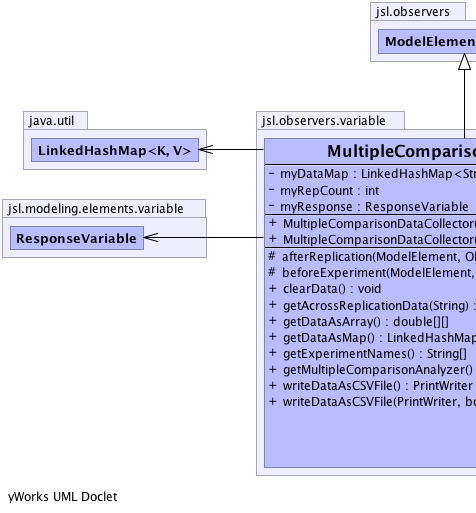 jsl.observers
ModelElemen
java.util
LinkedHashMap<K, V>
jsl.observers.variable
MultipleComparis
- myDataMap : LinkedHashMap<Str
- myRepCount : int
- myResponse : ResponseVariable
jsl.modeling.elements.variable
ResponseVariable
+ MultipleComparisonDataCollector(
+ MultipleComparisonDataCollector(
# afterReplication(ModelElement, Ob
# beforeExperiment(ModelElement,
+ clearData() : void
+ getAcrossReplicationData(String) :
+ getDataAsArray() : double[][]
+ getDataAsMap() : LinkedHashMap
+ getExperimentNames() : String[]
+ getMultipleComparisonAnalyzer()
+ writeDataAsCSVFile() : PrintWriter
+ writeDataAsCSVFile(PrintWriter, bo
yWorks UML Doclet